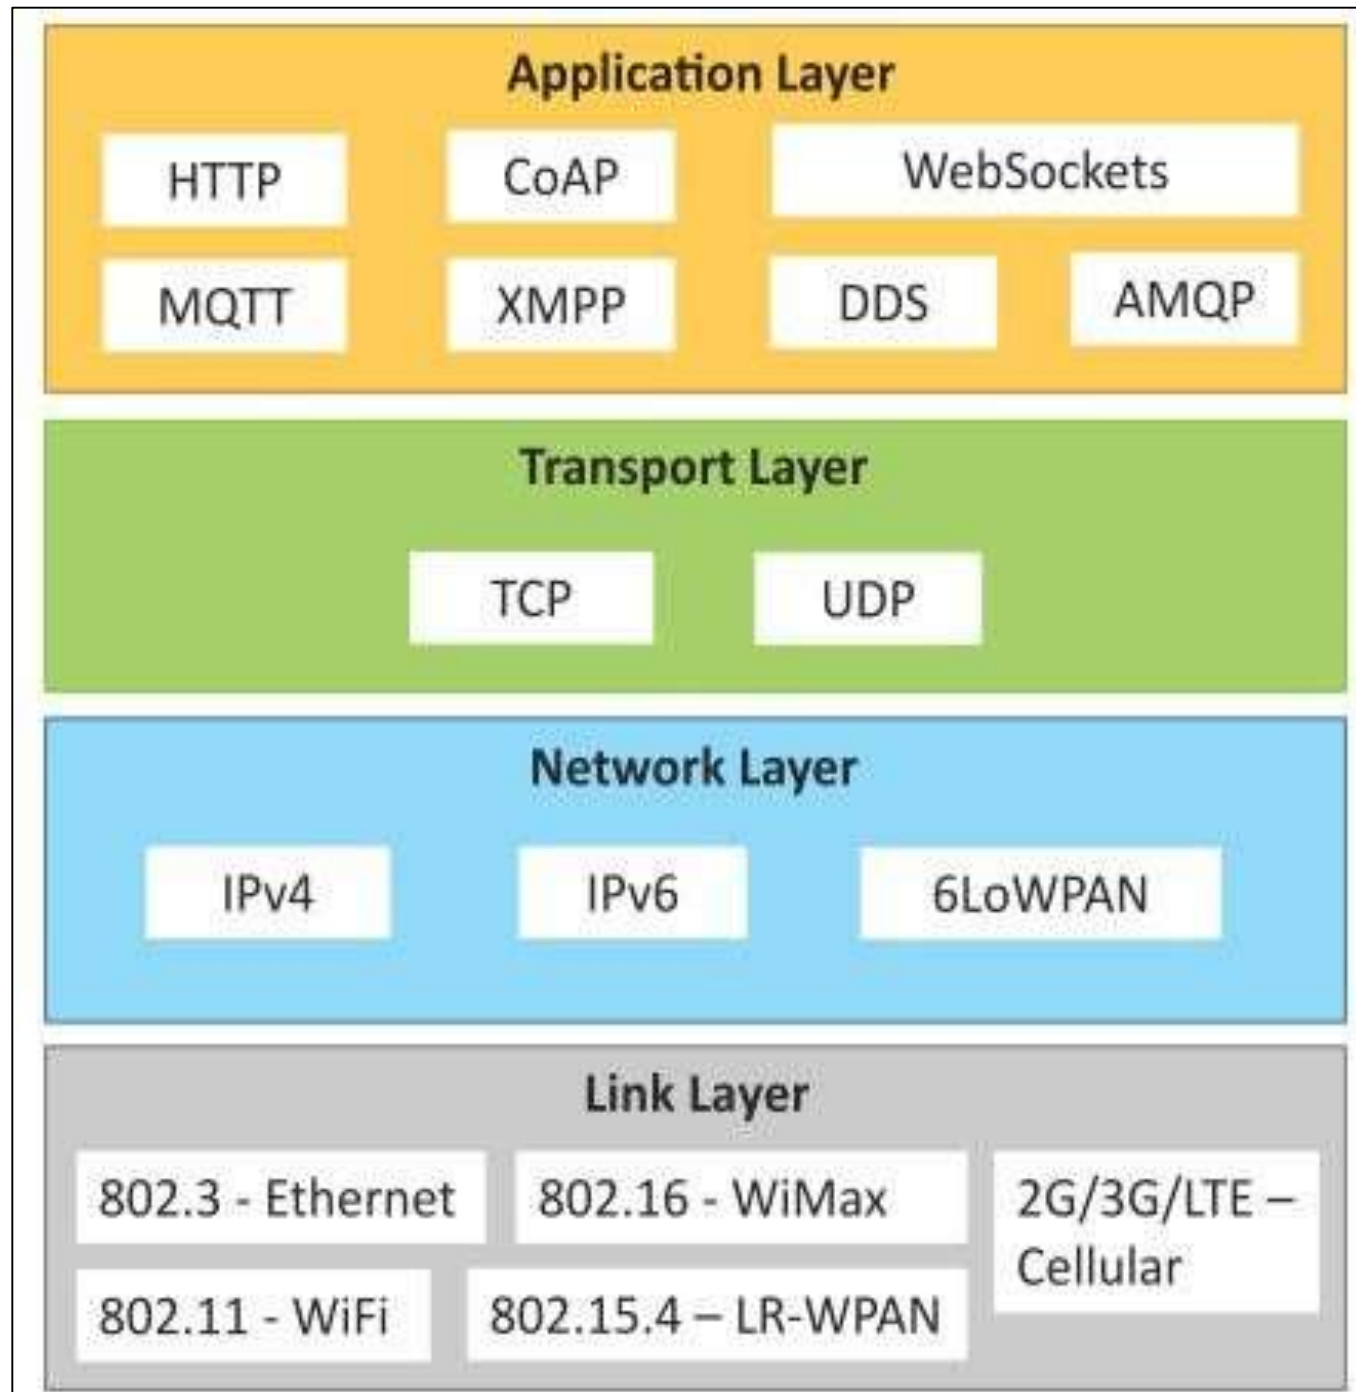 Application Layer
HTTP
CoAP
WebSockets
MQTT
XMPP
DDS
AMQP
Transport Layer
TCP
UDP
Network Layer
IPv4
IPv6
6LoWPAN
Link Layer
802.3 - Ethernet
802.16 - WiMax
2G/3G/LTE –
Cellular
802.11 - WiFi
802.15.4 – LR-WPAN